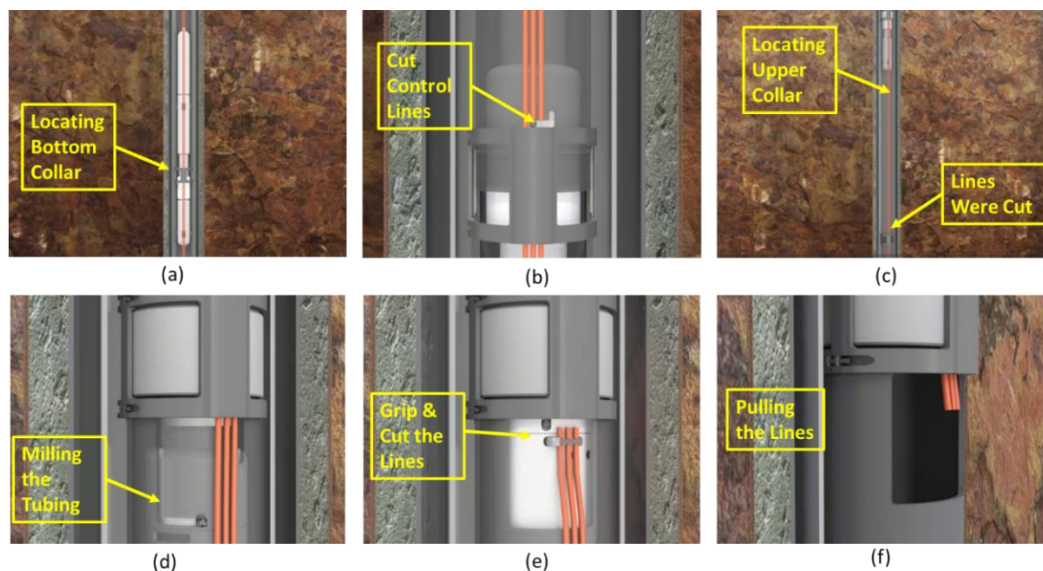 Locating
Bottom
Collar
(a)
Cut
Control
Lines
(b)
Locating
Upper
Collar
Lines
Were Cut
(c)
Milling
the
Tubing
(d)
Grip &
Cut the
Lines
(e)
Pulling
the Lines
(f)